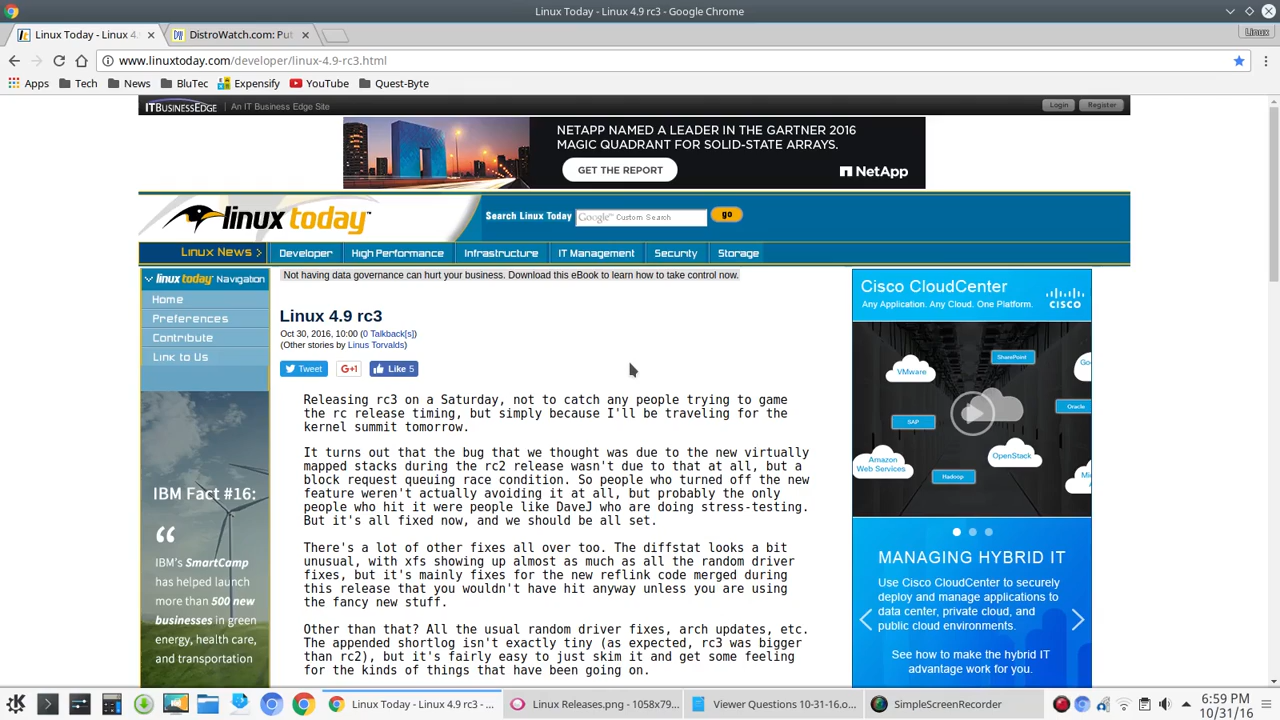 Linux Today - Linux 4.9 rc3 - Google Chrome
Linux Today - Linux 4.
DistroWatch.com: Put
Linux
www.linuxtoday.com/developer/linux-4.9-rc3.html
Apps Tech News BluTec Expensify YouTube Quest-Byte
ITBUSINESSEDGE An IT Business Edge Site Login Register
NETAPP NAMED A LEADER IN THE GARTNER 2016
MAGIC QUADRANT FOR SOLID-STATE ARRAYS.
GET THE REPORT
NetApp
linux today
Search Linux Today Google Custom Search go
Linux News > Developer High Performance Infrastructure IT Management Security Storage
linux today Navigation
Home
Preferences
Contribute
Link to Us
IBM Fact #16:
“
IBM's SmartCamp
has helped launch
more than 500 new
businesses in green
energy, health care,
and transportation
Not having data governance can hurt your business. Download this eBook to learn how to take control now.
Linux 4.9 rc3
Oct 30, 2016, 10:00 (0 Talkback[s])
(Other stories by Linus Torvalds)
Tweet G+1 Like 5
Releasing rc3 on a Saturday, not to catch any people trying to game
the rc release timing, but simply because I'll be traveling for the
kernel summit tomorrow.
It turns out that the bug that we thought was due to the new virtually
mapped stacks during the rc2 release wasn't due to that at all, but a
block request queuing race condition. So people who turned off the new
feature weren't actually avoiding it at all, but probably the only
people who hit it were people like DaveJ who are doing stress-testing.
But it's all fixed now, and we should be all set.
There's a lot of other fixes all over too. The diffstat looks a bit
unusual, with xfs showing up almost as much as all the random driver
fixes, but it's mainly fixes for the new reflink code merged during
this release that you wouldn't have hit anyway unless you are using
the fancy new stuff.
Other than that? All the usual random driver fixes, arch updates, etc.
The appended shortlog isn't exactly tiny (as expected, rc3 was bigger
than rc2), but it's fairly easy to just skim it and get some feeling
for the kinds of things that have been going on.
Cisco CloudCenter
Any Application. Any Cloud. One Platform.
CISCO
SharePoint
VMware
Oracle
SAP
OpenStack
Amazon
Web Services
Hadoop
MANAGING HYBRID IT
Use Cisco CloudCenter to securely
deploy and manage applications to
data center, private cloud, and
public cloud environments.
See how to make the hybrid IT
advantage work for you.
Linux Today - Linux 4.9 rc3 - ...
Linux Releases.png - 1058x79...
Viewer Questions 10-31-16.o...
SimpleScreenRecorder
6:59 PM
10/31/16